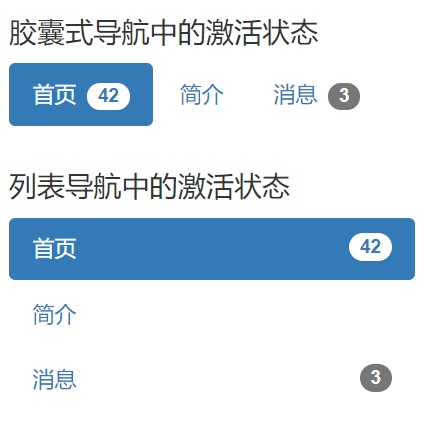 胶囊式导航中的激活状态
首页 42 简介 消息 3
列表导航中的激活状态
首页 42
简介
消息 3